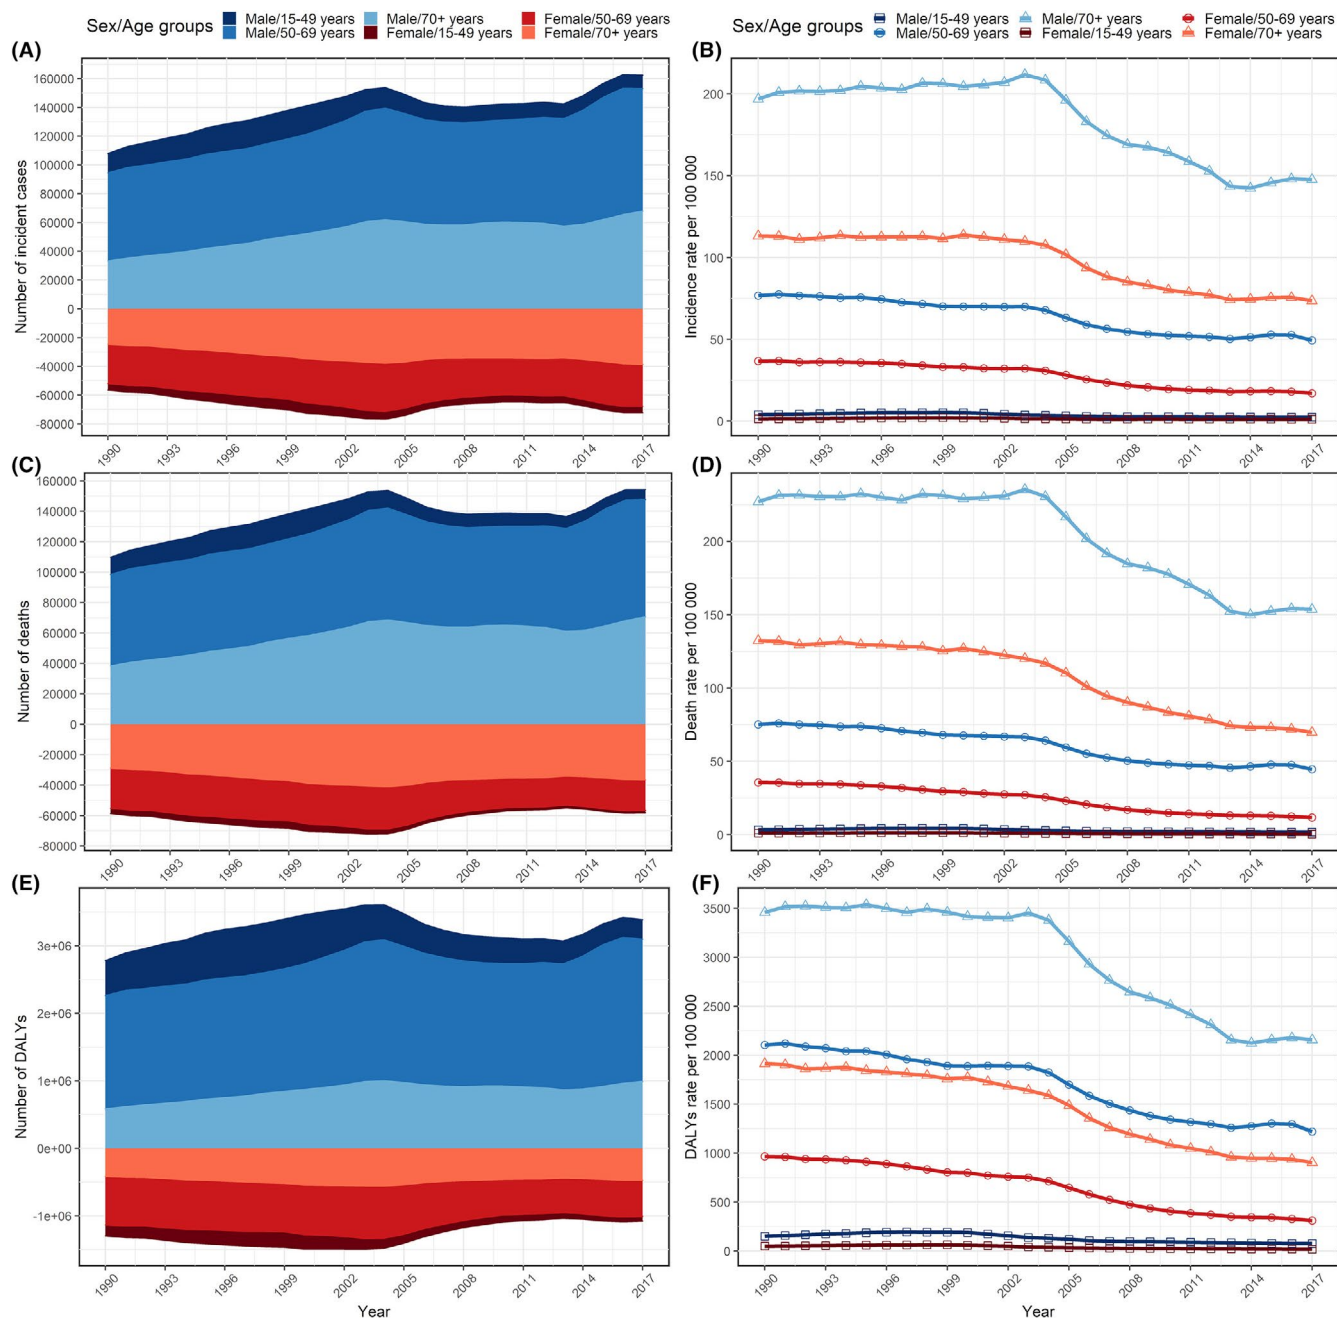 Sex/Age groups Male/15-49 years Male/70+ years Female/50-69 years
Male/50-69 years Female/15-49 years Female/70+ years
Sex/Age groups Male/15-49 years Male/70+ years Female/50-69 years
Male/50-69 years Female/15-49 years Female/70+ years
(A)
Number of incident cases
160000
140000
120000
100000
80000
60000
40000
20000
0
-20000
-40000
-60000
-80000
1990 1993 1996 1999 2002 2005 2008 2011 2014 2017
(B)
Incidence rate per 100 000
200
150
100
50
0
1990 1993 1996 1999 2002 2005 2008 2011 2014 2017
(C)
Number of deaths
160000
140000
120000
100000
80000
60000
40000
20000
0
-20000
-40000
-60000
-80000
1990 1993 1996 1999 2002 2005 2008 2011 2014 2017
(D)
Death rate per 100 000
200
150
100
50
0
1990 1993 1996 1999 2002 2005 2008 2011 2014 2017
(E)
Number of DALYs
3e+06
2e+06
1e+06
0e+00
-1e+06
1990 1993 1996 1999 2002 2005 2008 2011 2014 2017
Year
(F)
DALYs rate per 100 000
3500
3000
2500
2000
1500
1000
500
0
1990 1993 1996 1999 2002 2005 2008 2011 2014 2017
Year